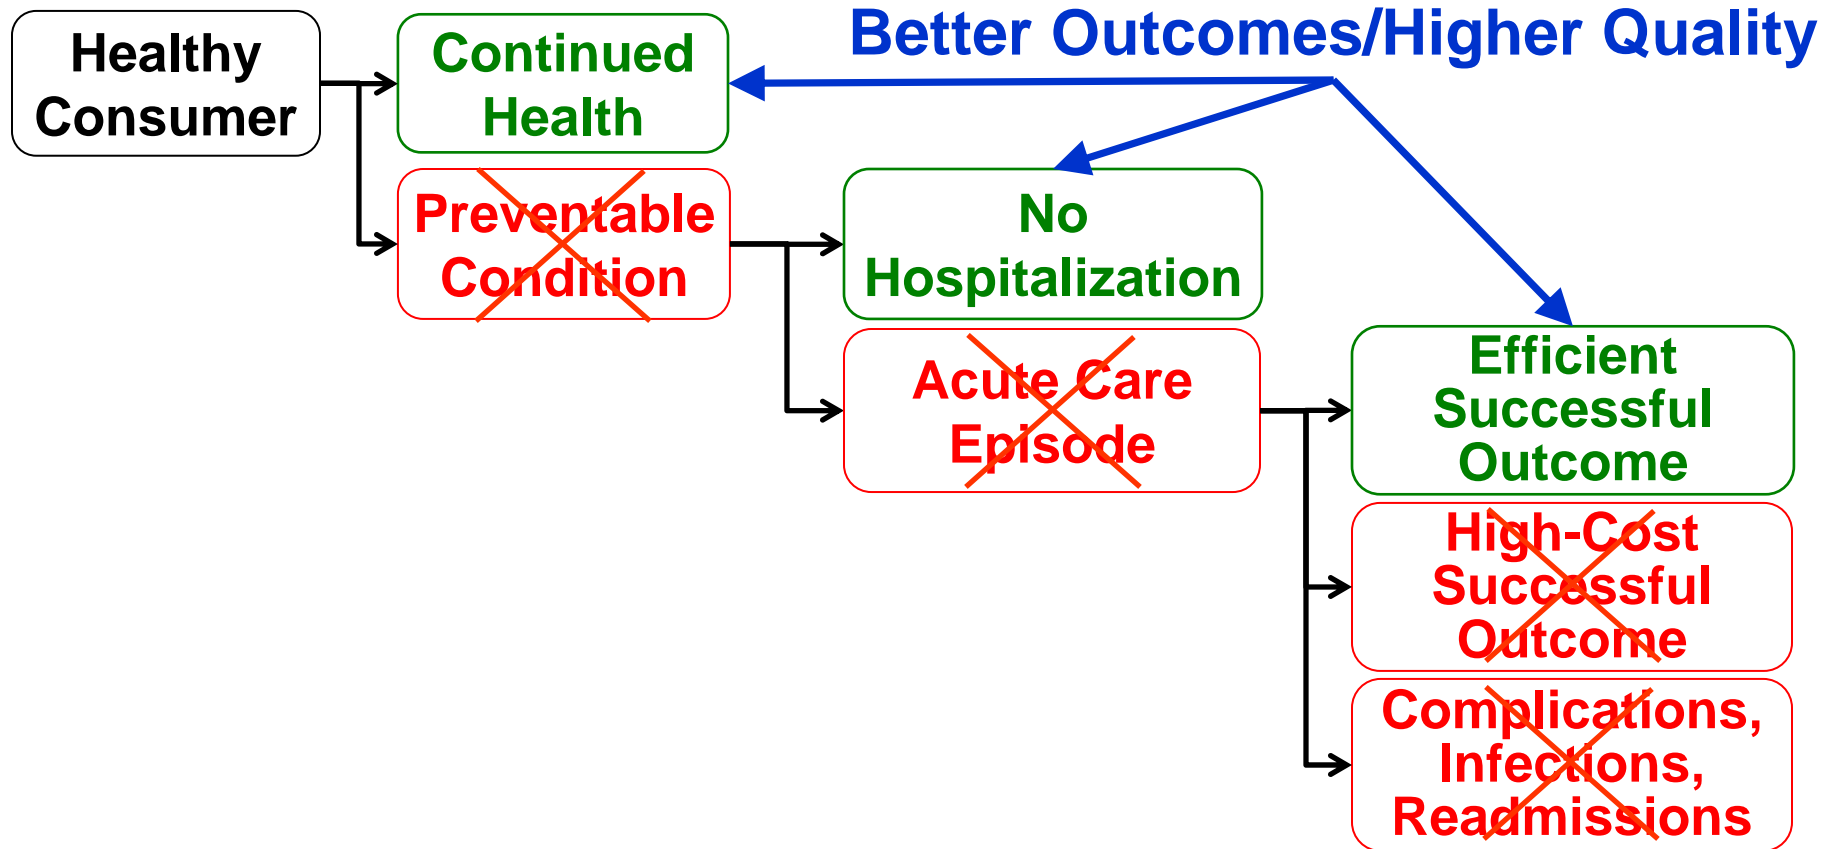 Healthy
Consumer
Continued
Health
Better Outcomes/Higher Quality
Preventable
Condition
No
Hospitalization
Acute Care
Episode
Efficient
Successful
Outcome
High-Cost
Successful
Outcome
Complications,
Infections,
Readmissions